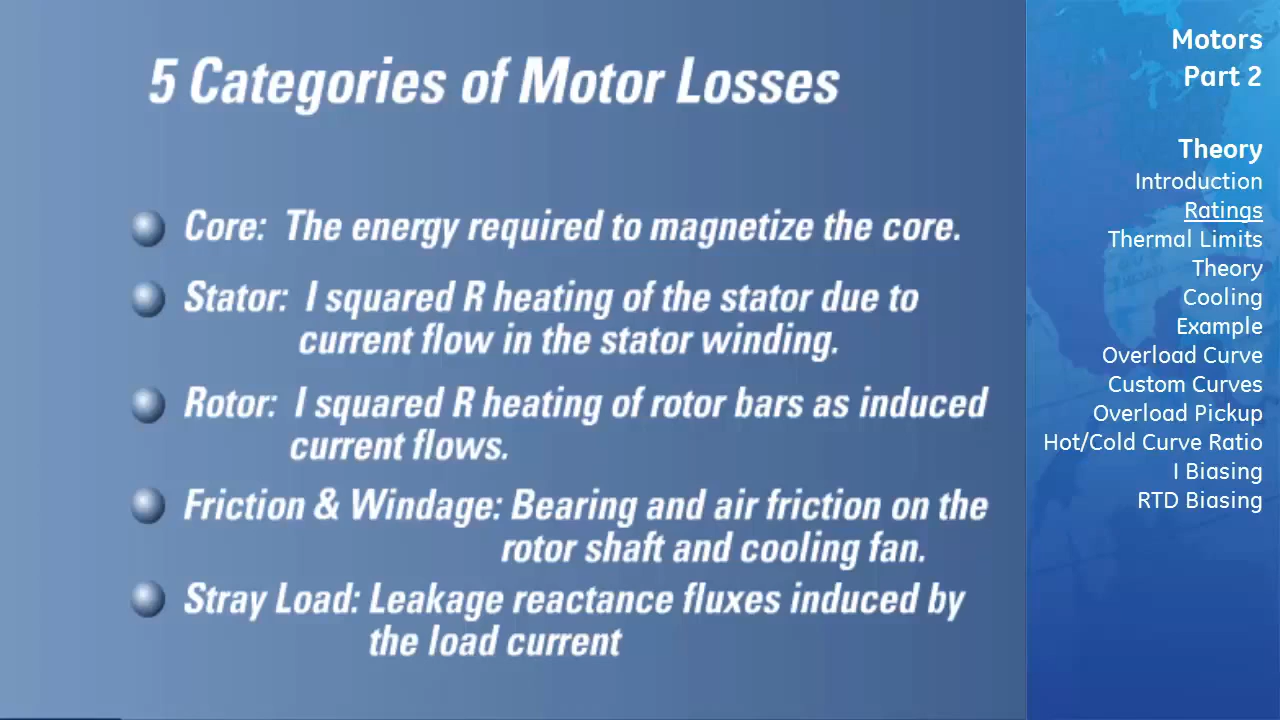 5 Categories of Motor Losses
Core: The energy required to magnetize the core.
Stator: I squared R heating of the stator due to
current flow in the stator winding.
Rotor: I squared R heating of rotor bars as induced
current flows.
Friction & Windage: Bearing and air friction on the
rotor shaft and cooling fan.
Stray Load: Leakage reactance fluxes induced by
the load current
Motors
Part 2
Theory
Introduction
Ratings
Thermal Limits
Theory
Cooling
Example
Overload Curve
Custom Curves
Overload Pickup
Hot/Cold Curve Ratio
I Biasing
RTD Biasing